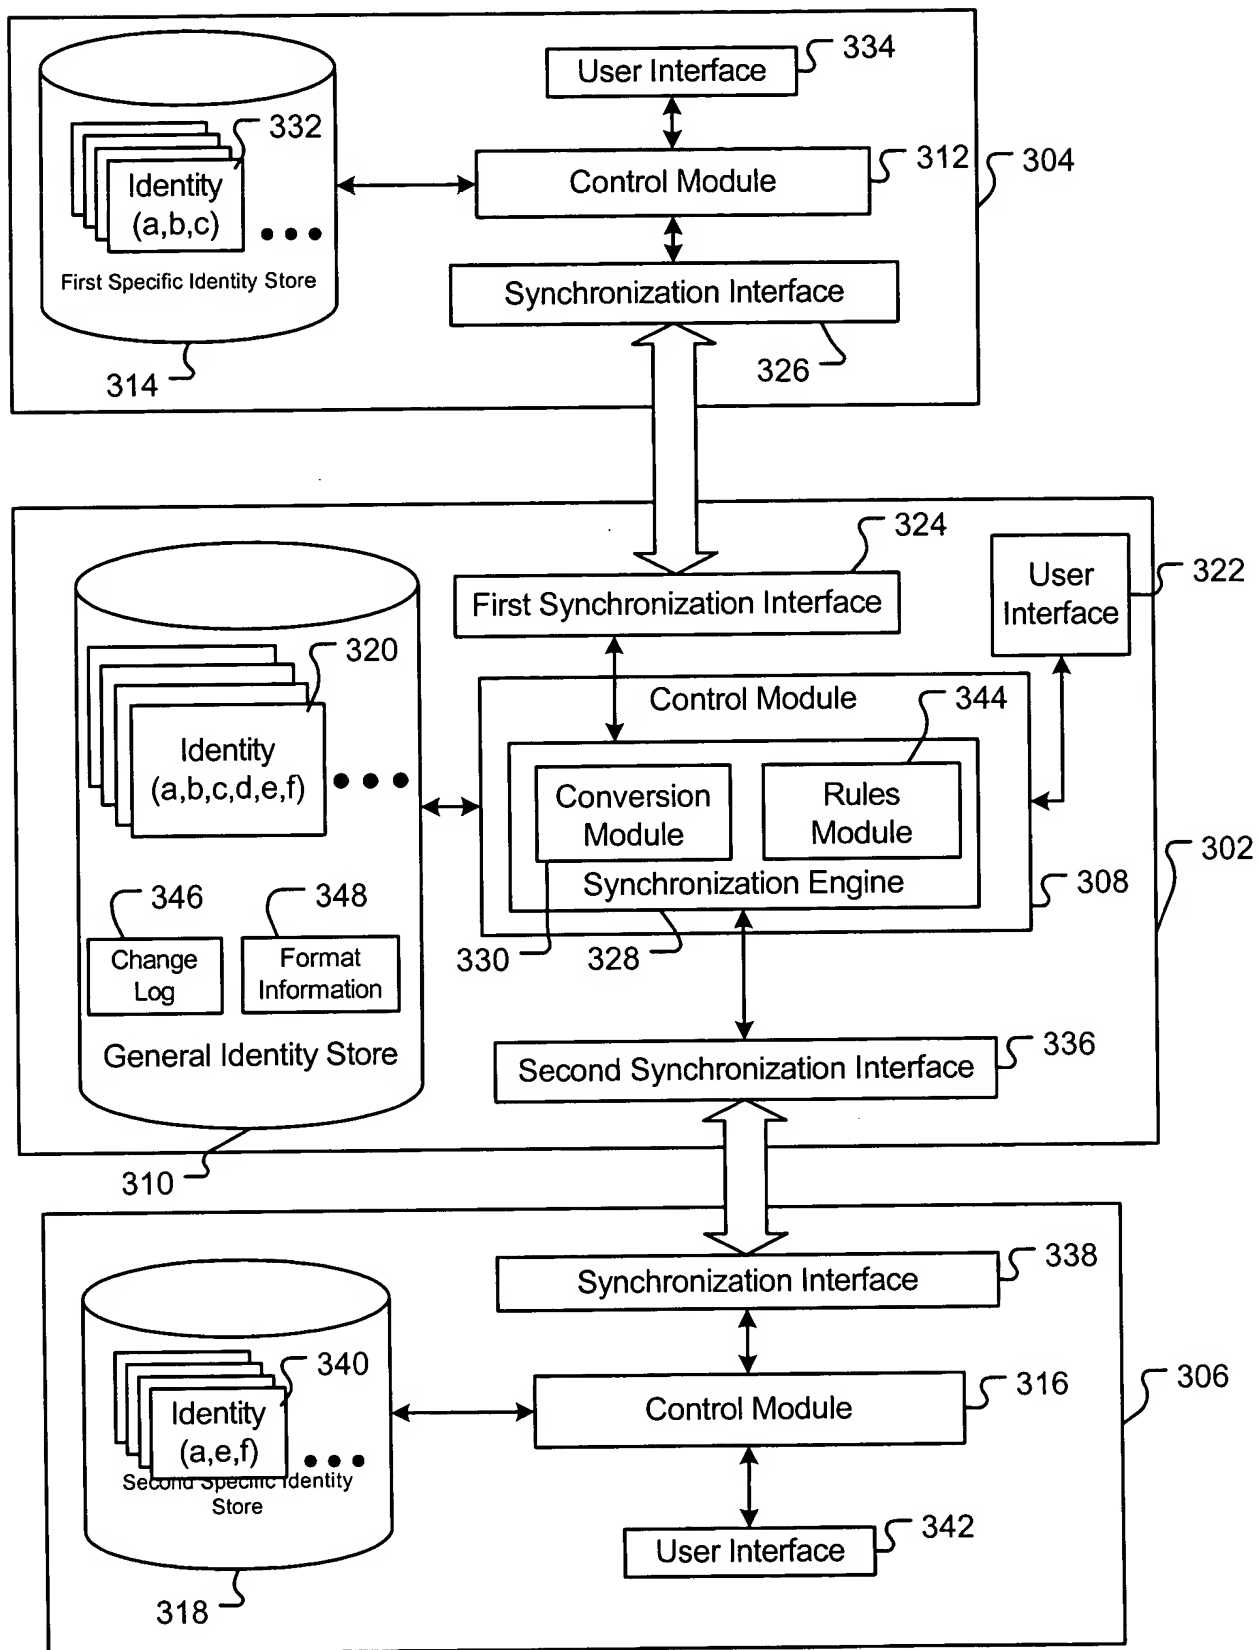 User Interface
334
332
Identity
(a,b,c)
Control Module
312
304
First Specific Identity Store
Synchronization Interface
314
326
324
First Synchronization Interface
User
Interface
322
320
Control Module
344
Identity
(a,b,c,d,e,f)
Conversion
Module
Rules
Module
302
Synchronization Engine
308
346
348
330
328
Change
Log
Format
Information
General Identity Store
Second Synchronization Interface
336
310
Synchronization Interface
338
340
Identity
(a,e,f)
Control Module
316
306
Second Specific Identity
Store
User Interface
342
318